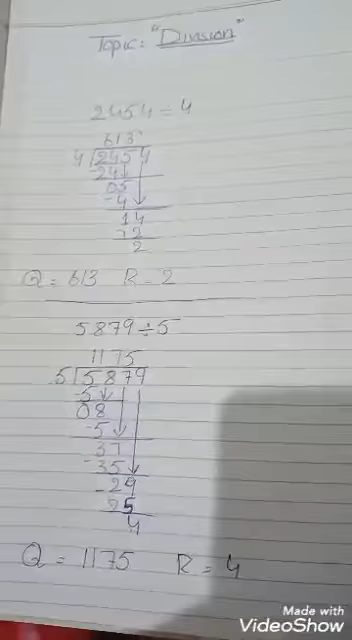 Topic: "Division"
2454 ÷ 4
613
4 2454
-24
05
-4
14
12
2
Q = 613 R - 2
5879 ÷ 5
1175
5 5879
-5
08
-5
37
-35
-29
25
4
Q = 1175 R = 4
Made with
VideoShow